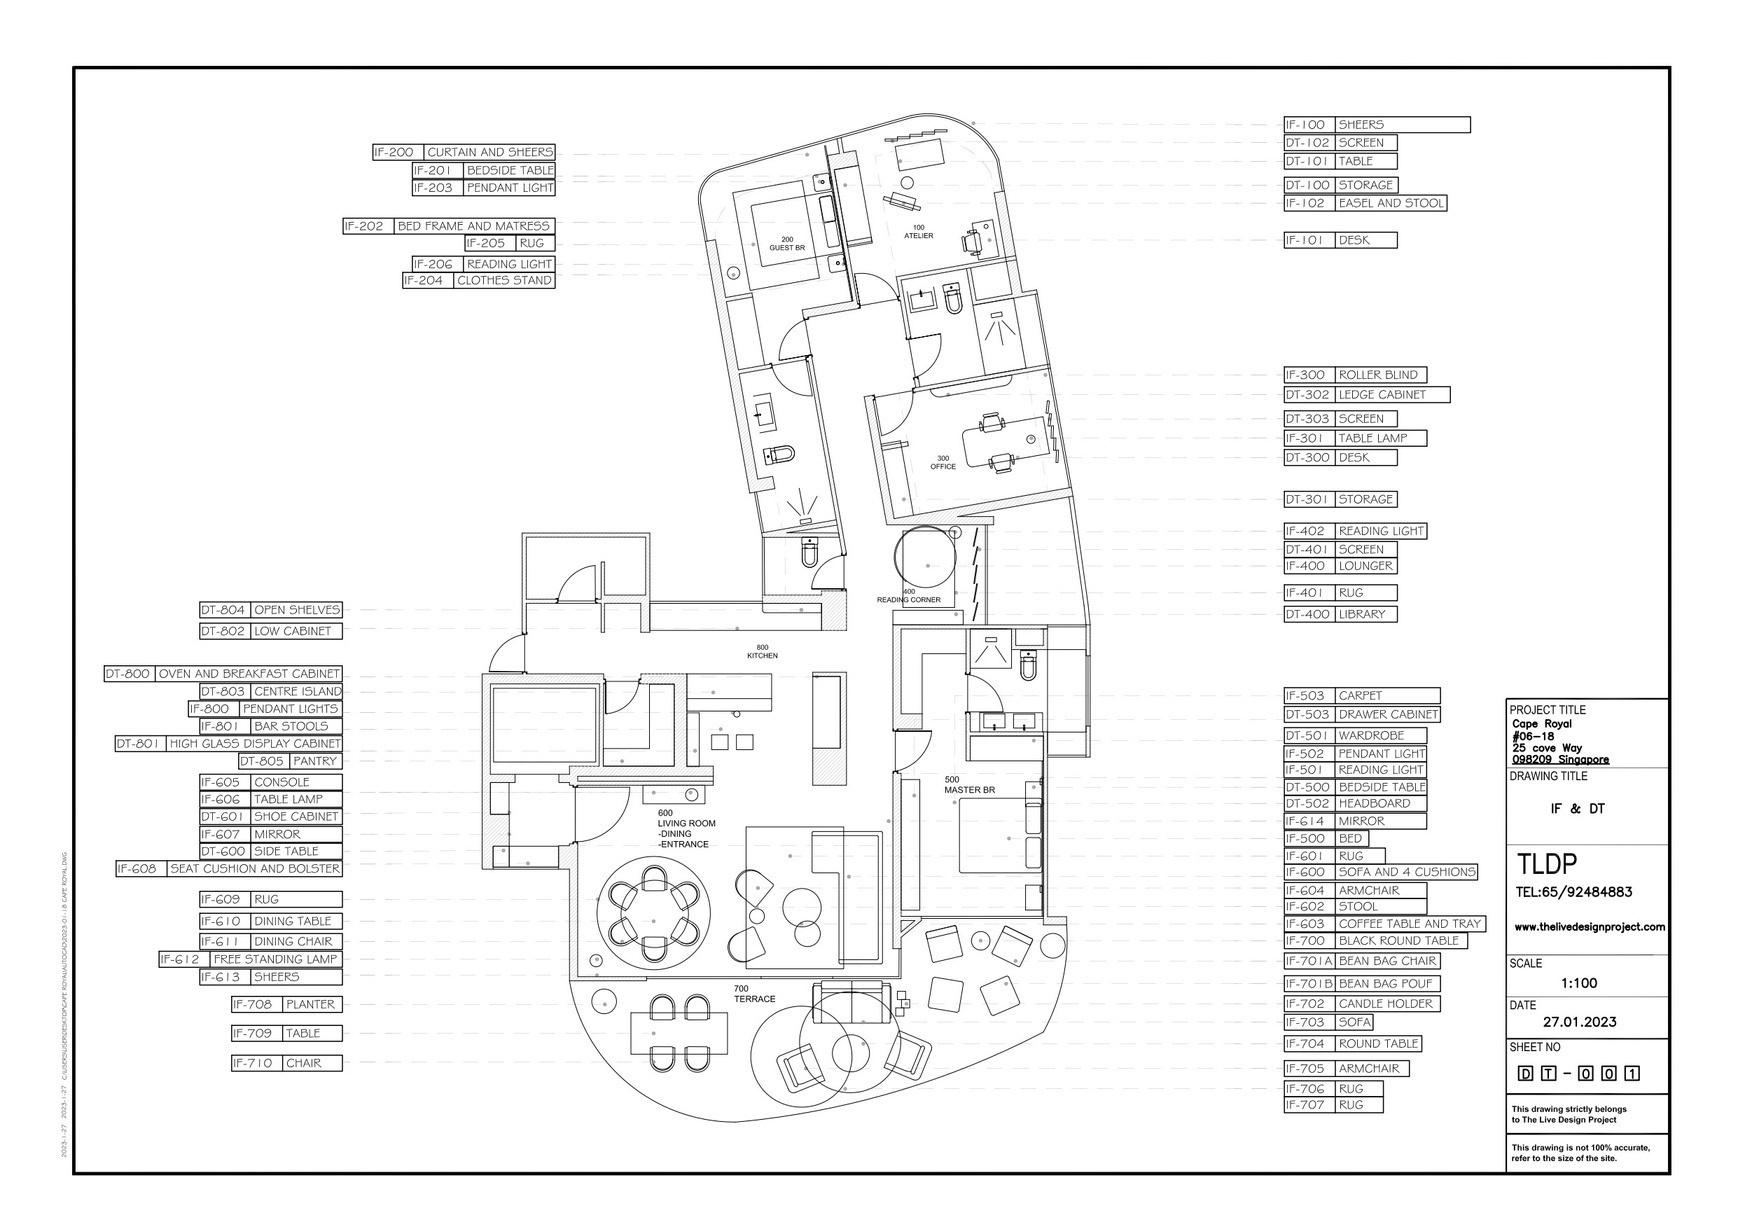 IF-200 CURTAIN AND SHEERS
IF-201 BEDSIDE TABLE
IF-203 PENDANT LIGHT
IF-202 BED FRAME AND MATRESS
IF-205 RUG
IF-206 READING LIGHT
IF-204 CLOTHES STAND
DT-804 OPEN SHELVES
DT-802 LOW CABINET
DT-800 OVEN AND BREAKFAST CABINET
DT-803 CENTRE ISLAND
IF-800 PENDANT LIGHTS
IF-801 BAR STOOLS
DT-801 HIGH GLASS DISPLAY CABINET
DT-805 PANTRY
IF-605 CONSOLE
IF-606 TABLE LAMP
DT-601 SHOE CABINET
IF-607 MIRROR
DT-600 SIDE TABLE
IF-608 SEAT CUSHION AND BOLSTER
IF-609 RUG
IF-610 DINING TABLE
IF-611 DINING CHAIR
IF-612 FREE STANDING LAMP
IF-613 SHEERS
IF-708 PLANTER
IF-709 TABLE
IF-710 CHAIR
200
GUEST BR
100
ATELIER
300
OFFICE
400
READING CORNER
800
KITCHEN
500
MASTER BR
600
LIVING ROOM
-DINING
-ENTRANCE
700
TERRACE
IF-100 SHEERS
DT-102 SCREEN
DT-101 TABLE
DT-100 STORAGE
IF-102 EASEL AND STOOL
IF-101 DESK
IF-300 ROLLER BLIND
DT-302 LEDGE CABINET
DT-303 SCREEN
IF-301 TABLE LAMP
DT-300 DESK
DT-301 STORAGE
IF-402 READING LIGHT
DT-401 SCREEN
IF-400 LOUNGER
IF-401 RUG
DT-400 LIBRARY
IF-503 CARPET
DT-503 DRAWER CABINET
DT-501 WARDROBE
IF-502 PENDANT LIGHT
IF-501 READING LIGHT
DT-500 BEDSIDE TABLE
DT-502 HEADBOARD
IF-614 MIRROR
IF-500 BED
IF-601 RUG
IF-600 SOFA AND 4 CUSHIONS
IF-604 ARMCHAIR
IF-602 STOOL
IF-603 COFFEE TABLE AND TRAY
IF-700 BLACK ROUND TABLE
IF-701A BEAN BAG CHAIR
IF-701B BEAN BAG POUF
IF-702 CANDLE HOLDER
IF-703 SOFA
IF-704 ROUND TABLE
IF-705 ARMCHAIR
IF-706 RUG
IF-707 RUG
PROJECT TITLE
Cape Royal
#06-18
25 cove Way
098209 Singapore
DRAWING TITLE
IF & DT
TLDP
TEL:65/92484883
www.thelivedesignproject.com
SCALE
1:100
DATE
27.01.2023
SHEET NO
DT-001
This drawing strictly belongs
to The Live Design Project
This drawing is not 100% accurate,
refer to the size of the site.